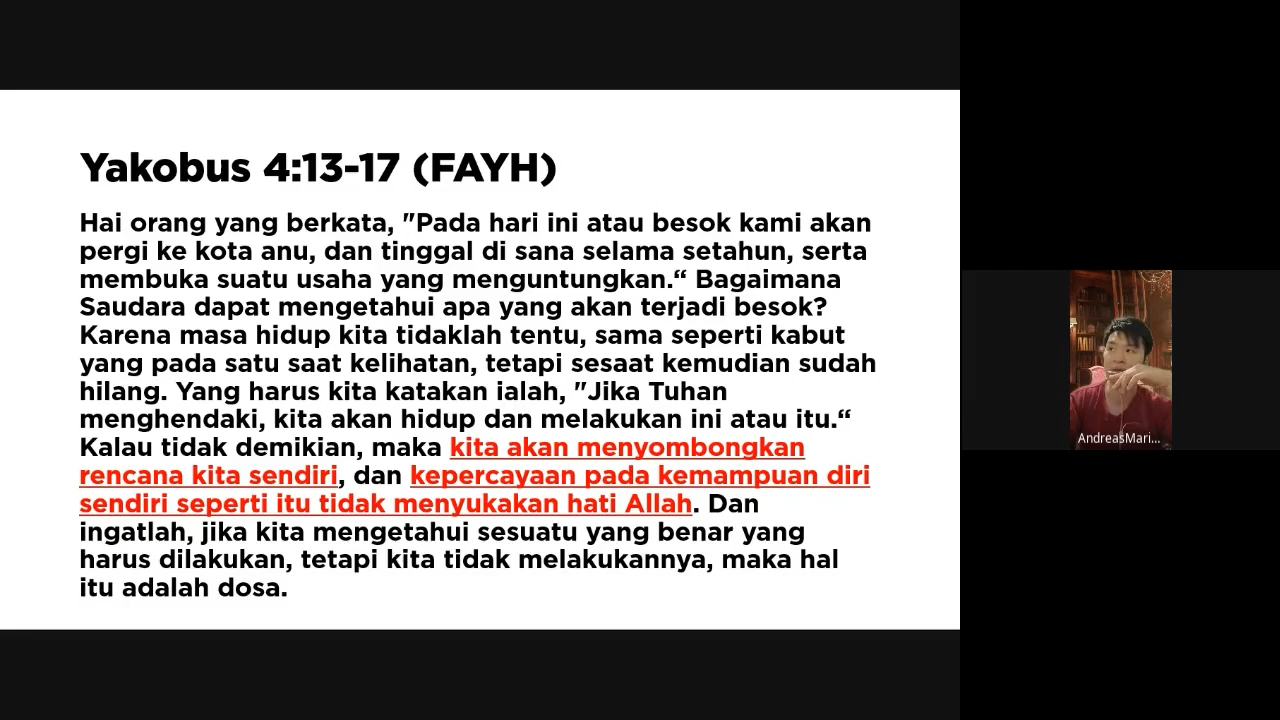 Yakobus 4:13-17 (FAYH)
Hai orang yang berkata, "Pada hari ini atau besok kami akan
pergi ke kota anu, dan tinggal di sana selama setahun, serta
membuka suatu usaha yang menguntungkan.“ Bagaimana
Saudara dapat mengetahui apa yang akan terjadi besok?
Karena masa hidup kita tidaklah tentu, sama seperti kabut
yang pada satu saat kelihatan, tetapi sesaat kemudian sudah
hilang. Yang harus kita katakan ialah, "Jika Tuhan
menghendaki, kita akan hidup dan melakukan ini atau itu.“
Kalau tidak demikian, maka kita akan menyombongkan
rencana kita sendiri, dan kepercayaan pada kemampuan diri
sendiri seperti itu tidak menyukakan hati Allah. Dan
ingatlah, jika kita mengetahui sesuatu yang benar yang
harus dilakukan, tetapi kita tidak melakukannya, maka hal
itu adalah dosa.
AndreasMari...